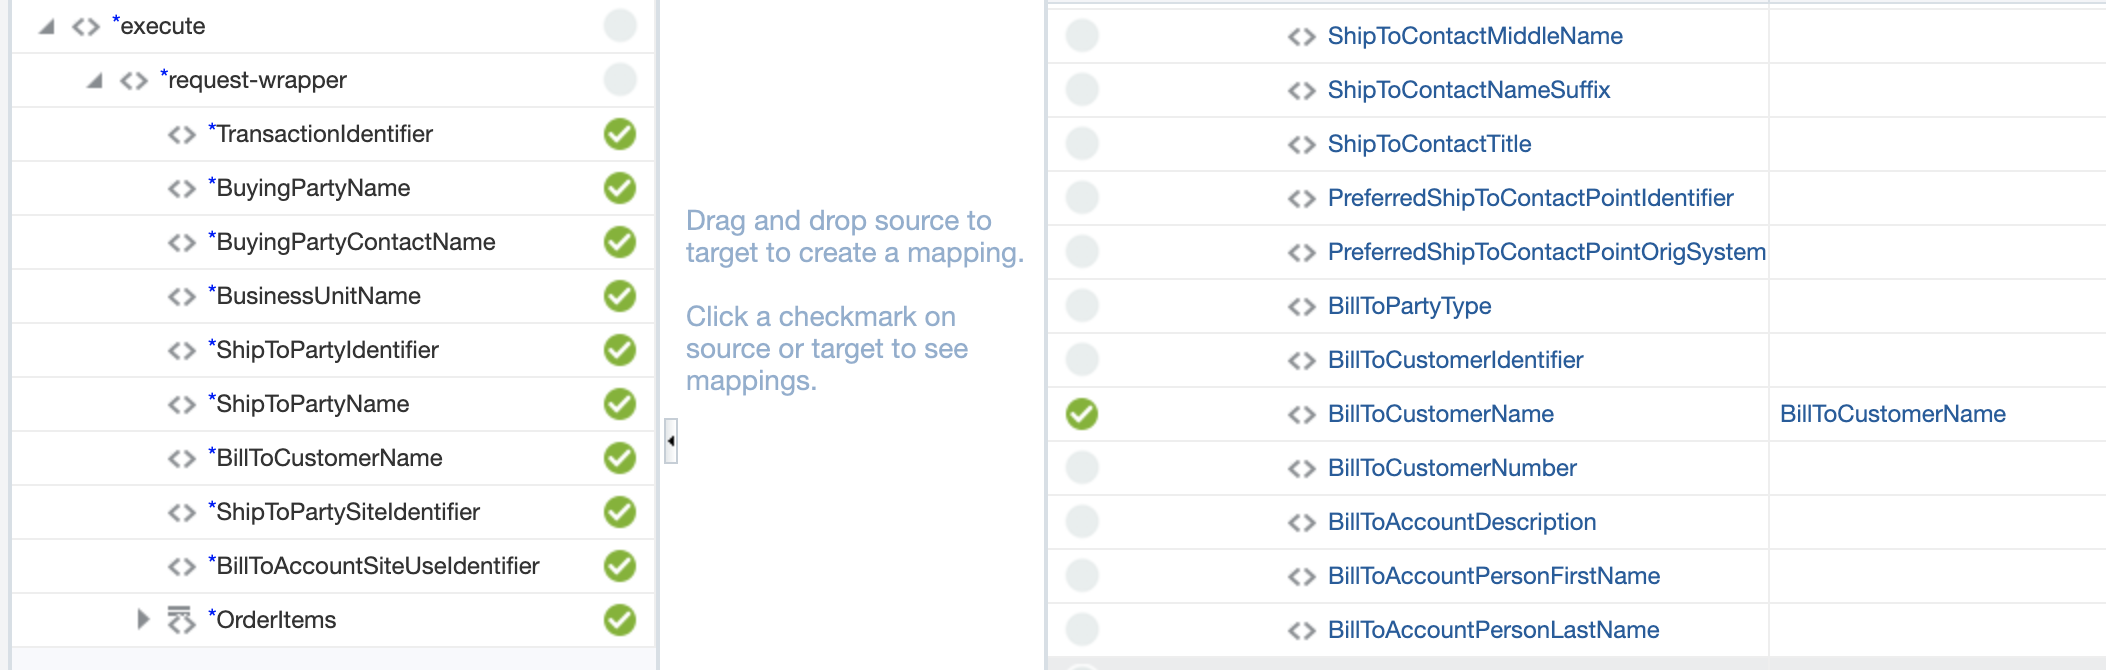 *execute
*request-wrapper
*TransactionIdentifier
*BuyingPartyName
*BuyingPartyContactName
*BusinessUnitName
*ShipToPartyIdentifier
*ShipToPartyName
*BillToCustomerName
*ShipToPartySiteIdentifier
*BillToAccountSiteUseIdentifier
*OrderItems
Drag and drop source to
target to create a mapping.
Click a checkmark on
source or target to see
mappings.
ShipToContactMiddleName
ShipToContactNameSuffix
ShipToContactTitle
PreferredShipToContactPointIdentifier
PreferredShipToContactPointOrigSystem
BillToPartyType
BillToCustomerIdentifier
BillToCustomerName BillToCustomerName
BillToCustomerNumber
BillToAccountDescription
BillToAccountPersonFirstName
BillToAccountPersonLastName